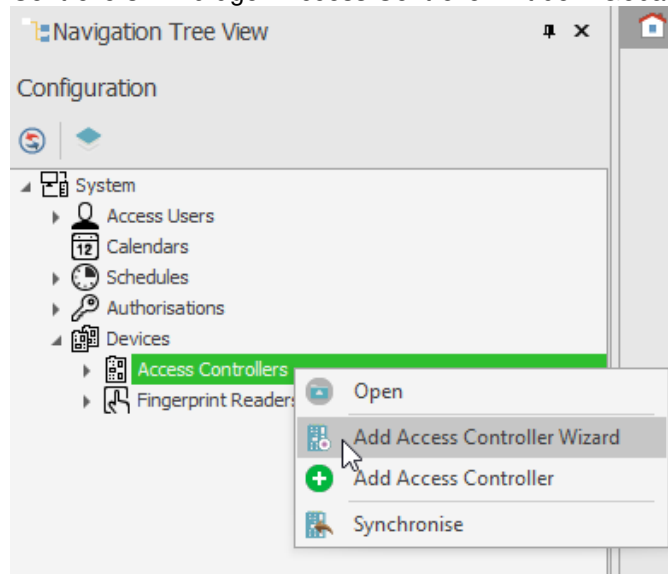 Navigation Tree View
Configuration
System
Access Users
12 Calendars
Schedules
Authorisations
Devices
Access Controllers
Fingerprint Readers
Open
Add Access Controller Wizard
Add Access Controller
Synchronise